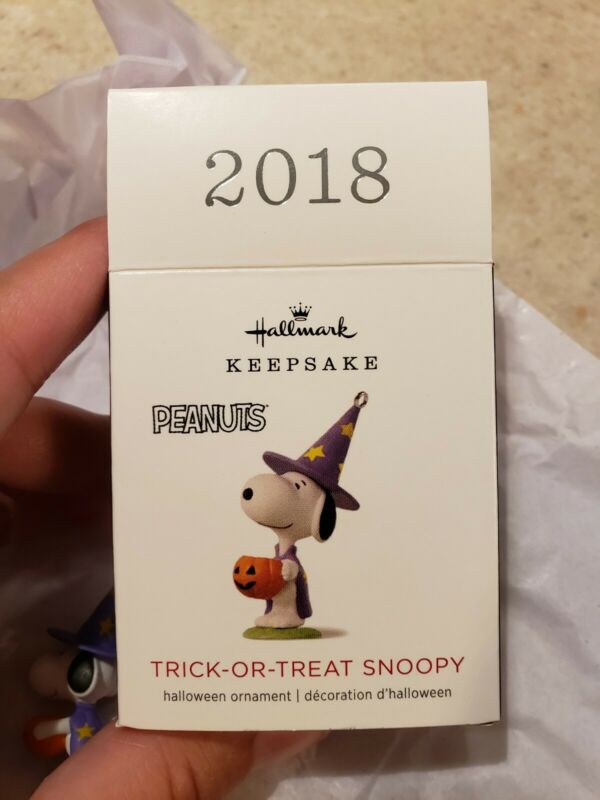 2018
Hallmark
KEEPSAKE
PEANUTS
TRICK-OR-TREAT SNOOPY
halloween ornament | décoration d'halloween